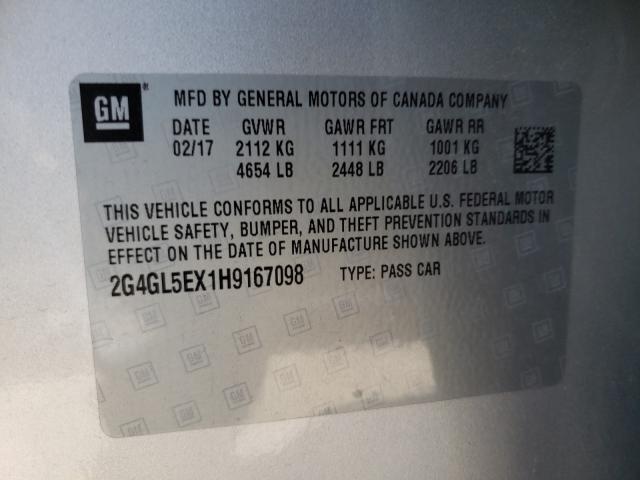 GM
MFD BY GENERAL MOTORS OF CANADA COMPANY
DATE GVWR GAWR FRT GAWR RR
02/17 2112 KG 1111 KG 1001 KG
4654 LB 2448 LB 2206 LB
THIS VEHICLE CONFORMS TO ALL APPLICABLE U.S. FEDERAL MOTOR
VEHICLE SAFETY, BUMPER, AND THEFT PREVENTION STANDARDS IN
EFFECT ON THE DATE OF MANUFACTURE SHOWN ABOVE.
2G4GL5EX1H9167098 TYPE: PASS CAR